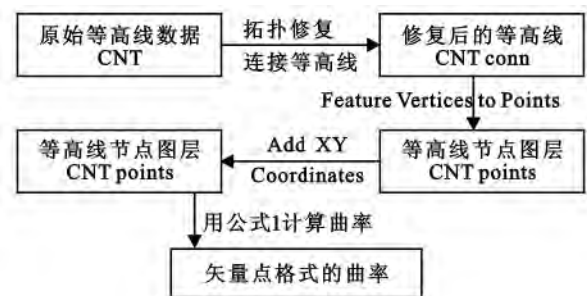 原始等高线数据
CNT
拓扑修复
连接等高线
修复后的等高线
CNT conn
Feature Vertices to Points
等高线节点图层
CNT points
Add XY
Coordinates
等高线节点图层
CNT points
用公式1计算曲率
矢量点格式的曲率